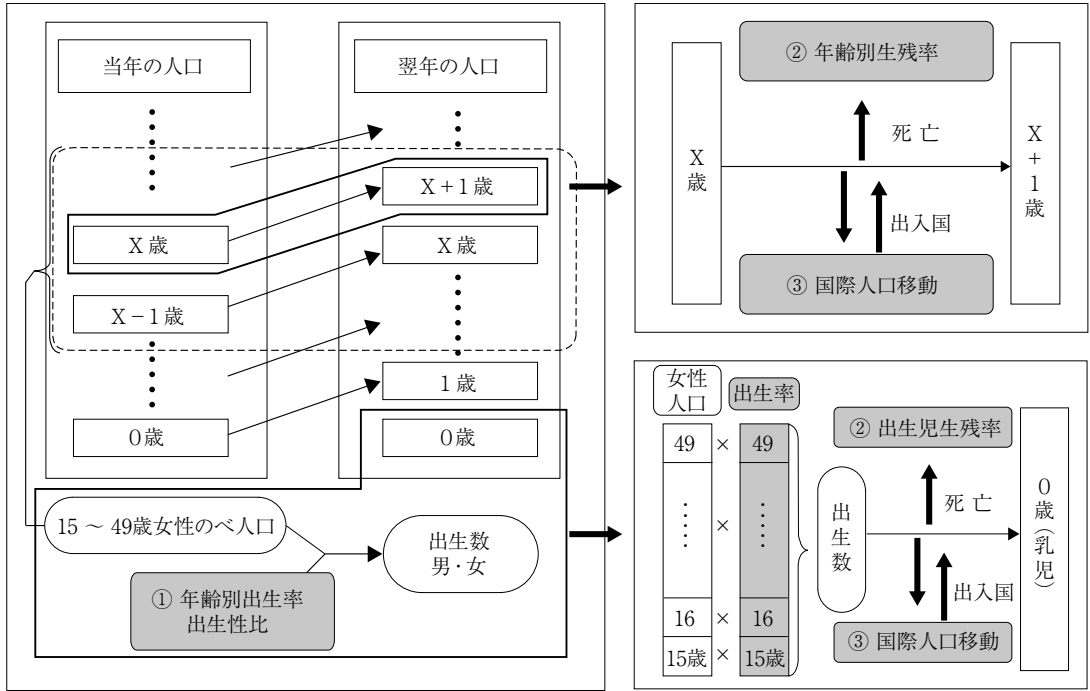 当年の人口
翌年の人口
X＋1歳
X歳
X歳
X－1歳
1歳
0歳
0歳
15 ～ 49歳女性のべ人口
① 年齢別出生率
出生性比
出生数
男・女
② 年齢別生残率
X歳
死 亡
X＋1歳
出入国
③ 国際人口移動
女性
人口
出生率
49 × 49
×
16 × 16
15歳 × 15歳
出生数
② 出生児生残率
死 亡
出入国
③ 国際人口移動
0歳（乳児）